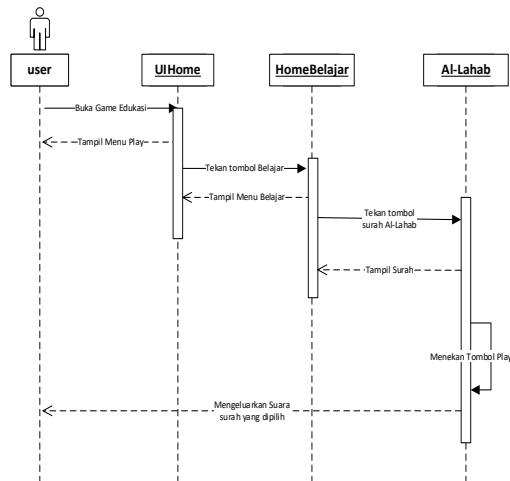 user
UIHome
HomeBelajar
Al-Lahab
Buka Game Edukasi
Tampil Menu Play
Tekan tombol Belajar
Tampil Menu Belajar
Tekan tombol
surah Al-Lahab
Tampil Surah
Menekan Tombol Play
Mengeluarkan Suara
surah yang dipilih